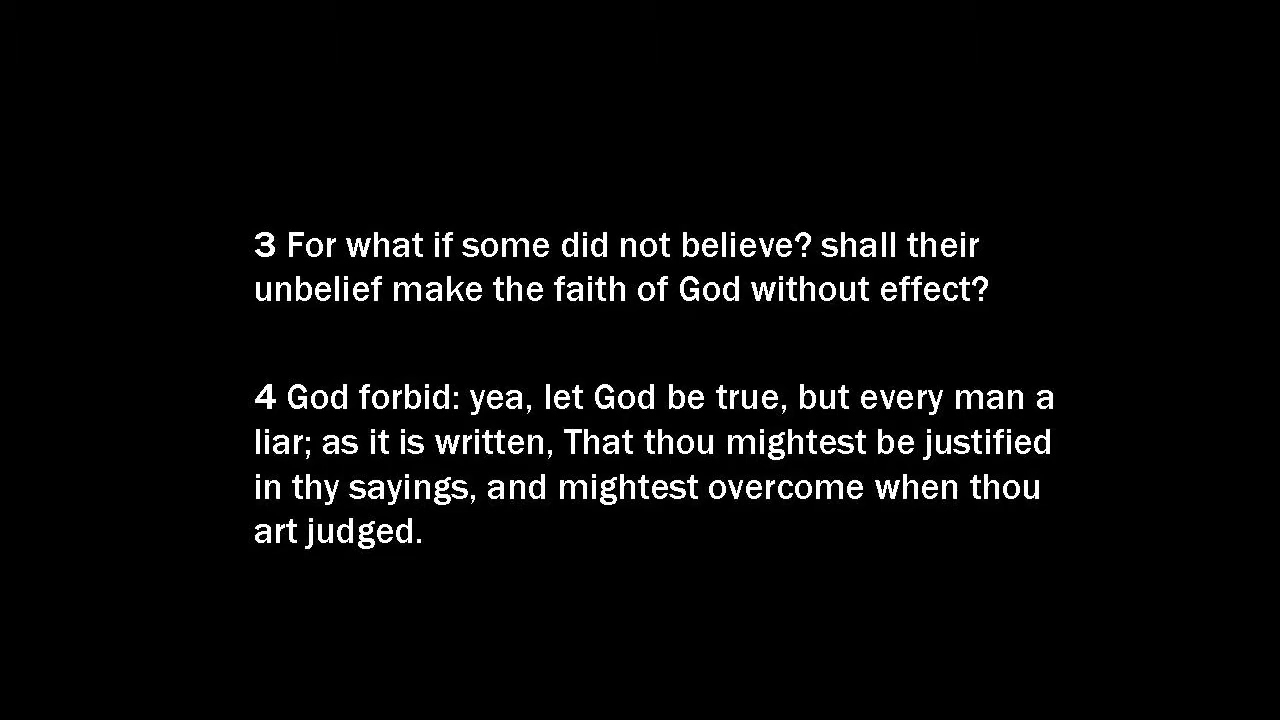 3 For what if some did not believe? shall their
unbelief make the faith of God without effect?
4 God forbid: yea, let God be true, but every man a
liar; as it is written, That thou mightest be justified
in thy sayings, and mightest overcome when thou
art judged.